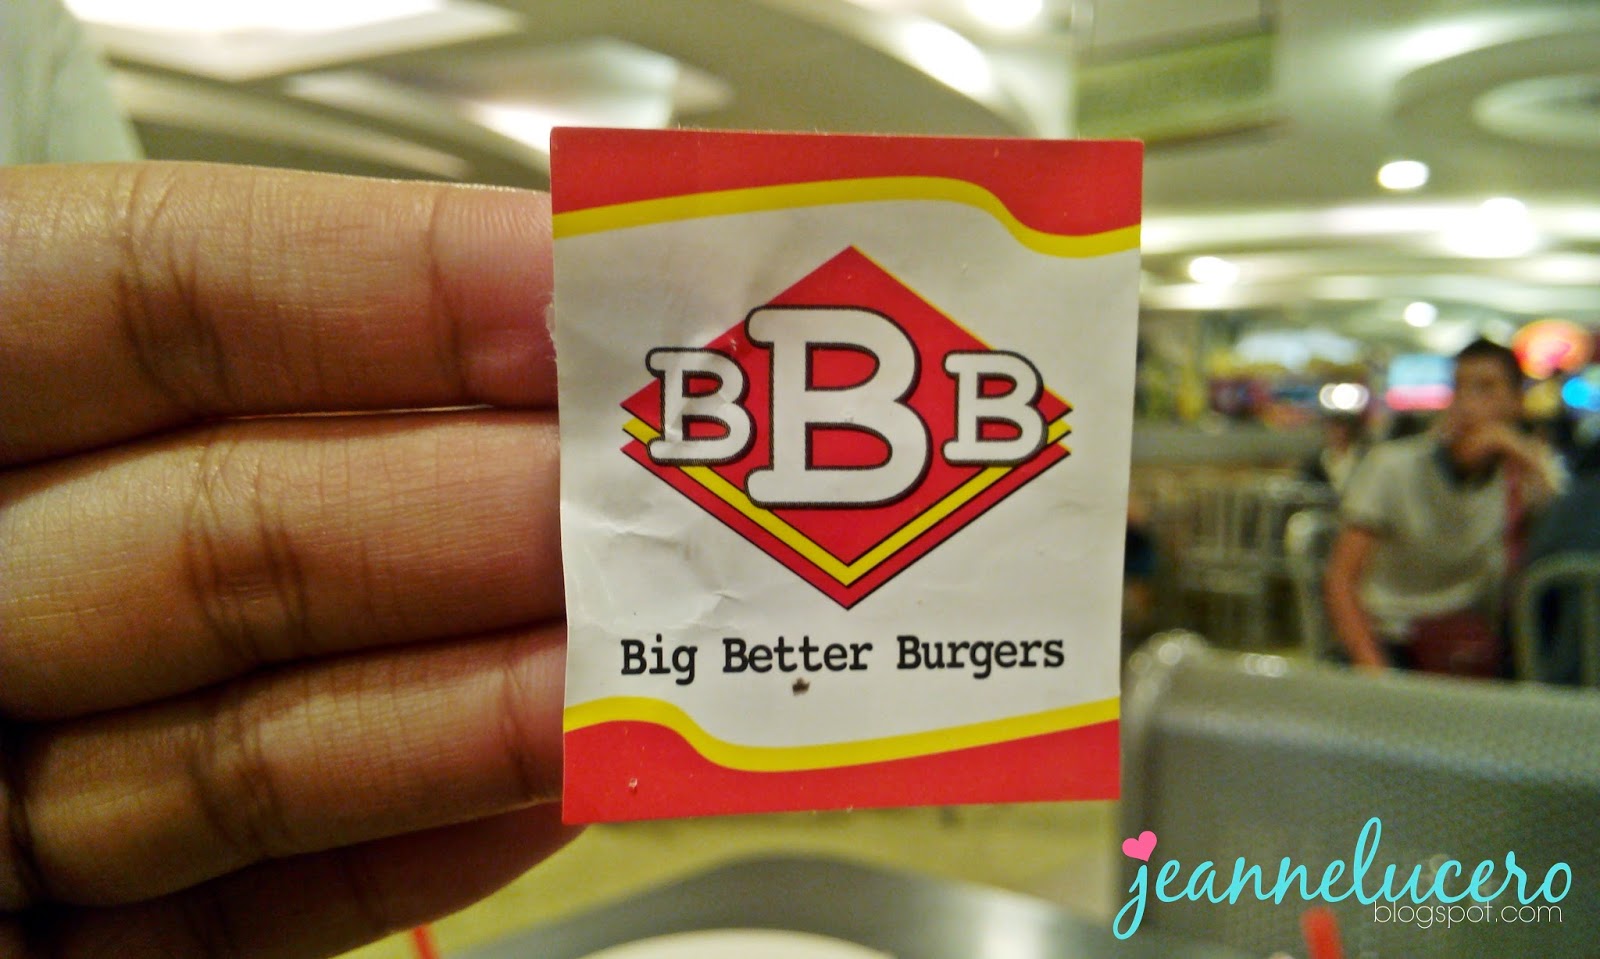 BBB
Big Better Burgers
jeannelucero
blogspot.com